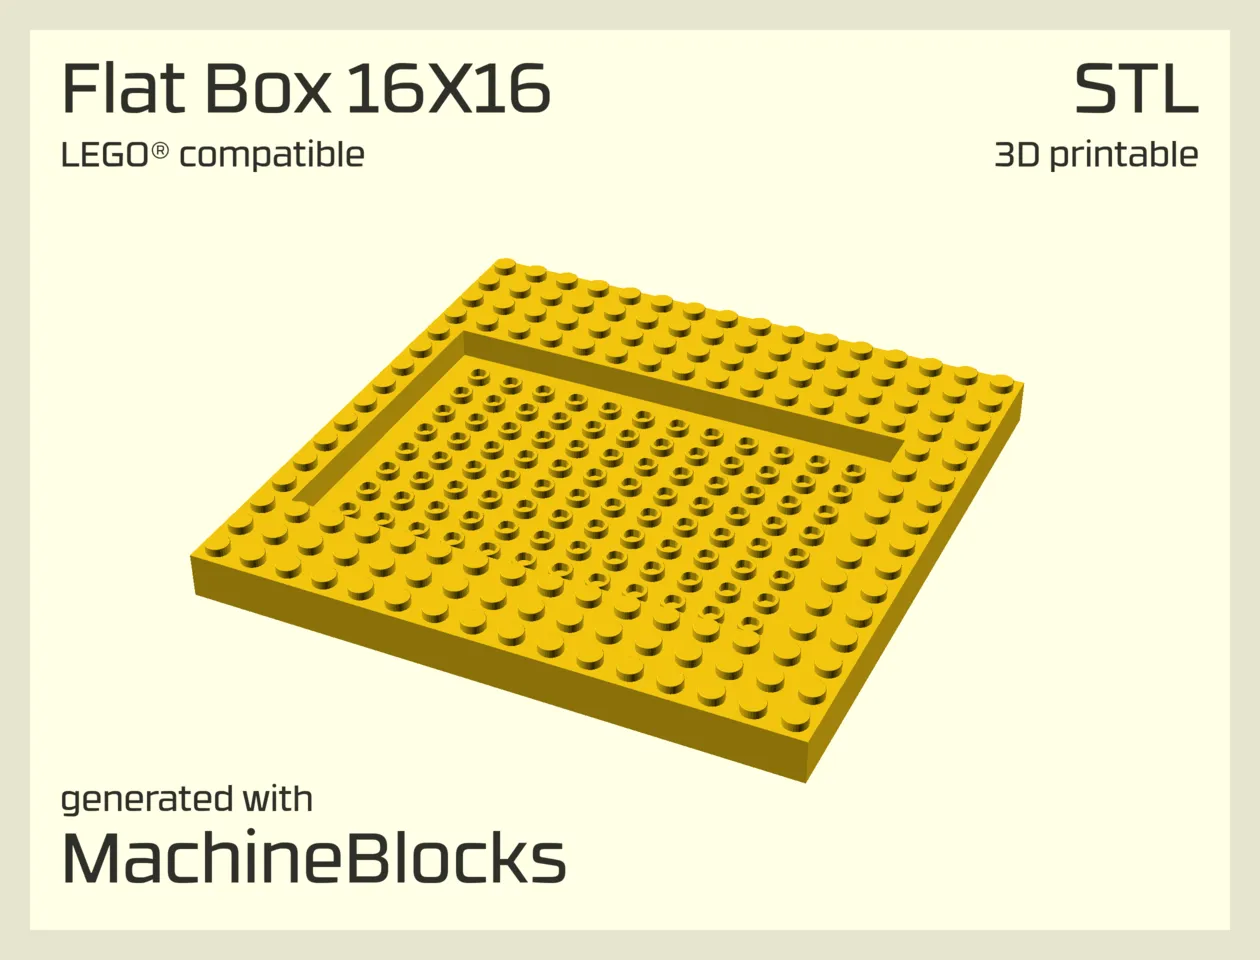 Flat Box 16X16
LEGO® compatible
STL
3D printable
generated with
MachineBlocks